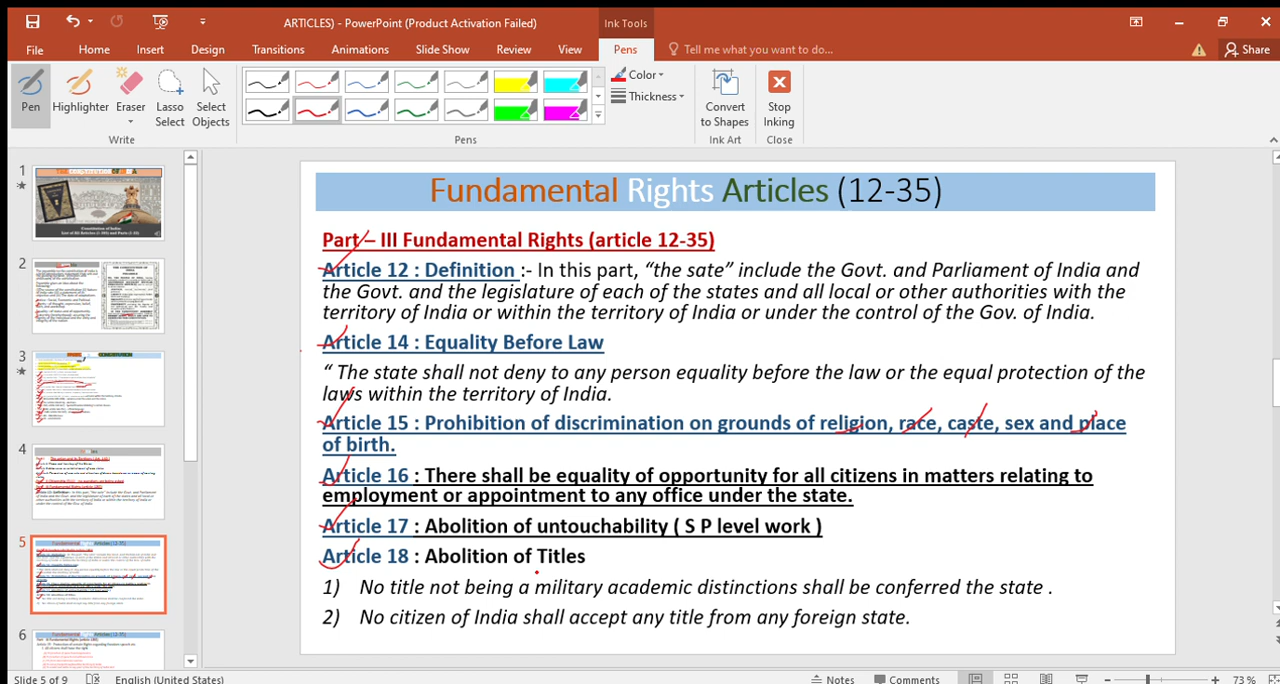 ARTICLES) - PowerPoint (Product Activation Failed)
Ink Tools
File Home Insert Design Transitions Animations Slide Show Review View Pens Tell me what you want to do... Share
Pen Highlighter Eraser Lasso Select Select Objects
Color
Thickness
Convert to Shapes
Stop Inking
Write Pens Ink Art Close
1
2
3
4
5
6
Fundamental Rights Articles (12-35)
Part – III Fundamental Rights (article 12-35)
Article 12 : Definition :- in this part, “the sate” include the Govt. and Parliament of India and
the Govt. and the legislature of each of the states and all local or other authorities with the
territory of India or within the territory of India or under the control of the Gov. of India.
Article 14 : Equality Before Law
“ The state shall not deny to any person equality before the law or the equal protection of the
laws within the territory of India.
Article 15 : Prohibition of discrimination on grounds of religion, race, caste, sex and place
of birth.
Article 16 : There shall be equality of opportunity for all citizens in matters relating to
employment or appointment to any office under the state.
Article 17 : Abolition of untouchability ( S P level work )
Article 18 : Abolition of Titles
1) No title not being a military academic distinction, shall be conferred the state .
2) No citizen of India shall accept any title from any foreign state.
Slide 5 of 9 English (United States) Notes Comments 73 %